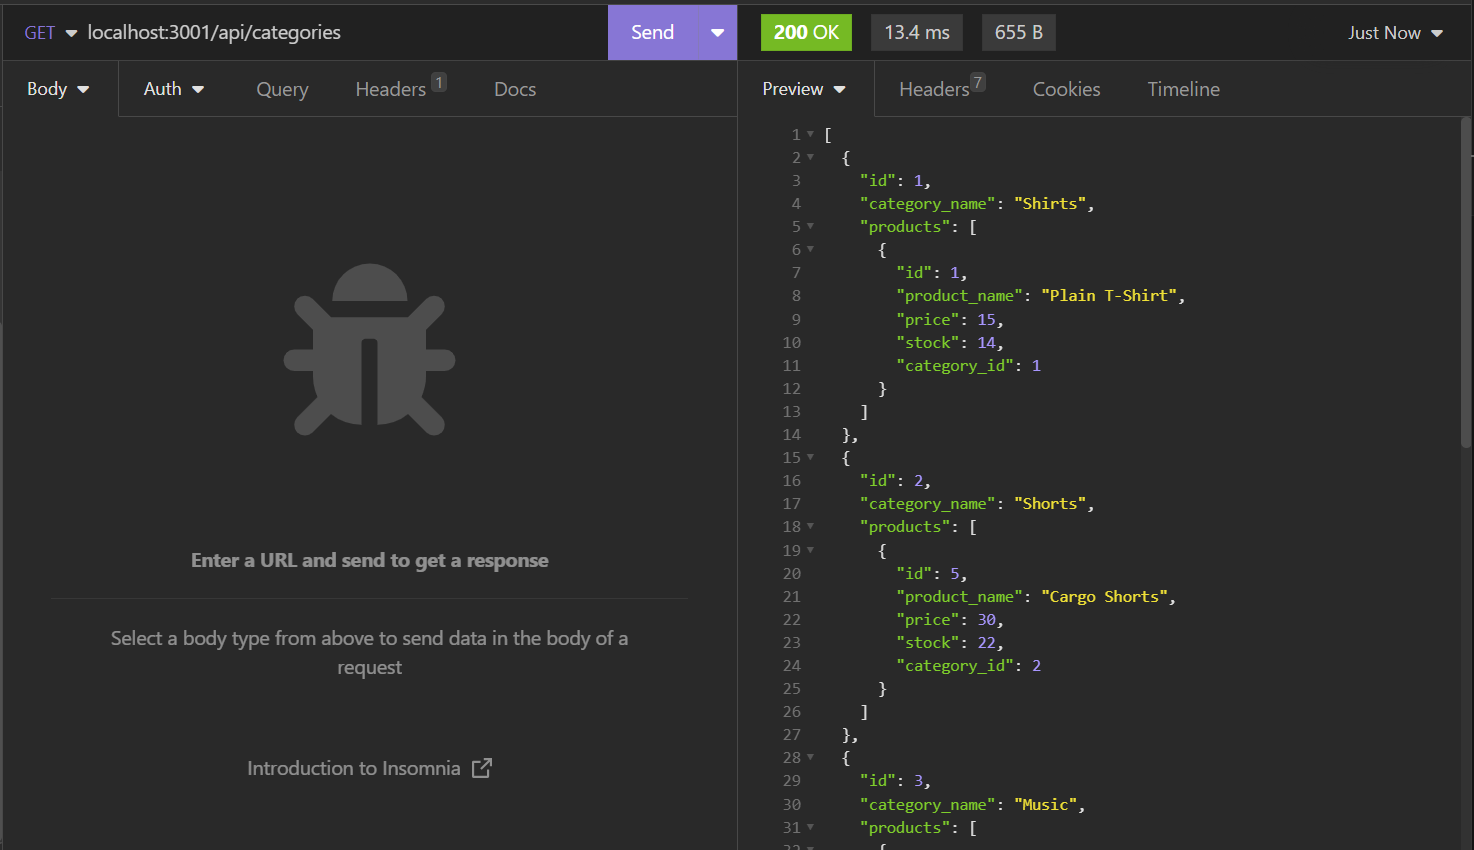 GET localhost:3001/api/categories Send 200 OK 13.4 ms 655 B Just Now
Body Auth Query Headers 1 Docs
Enter a URL and send to get a response
Select a body type from above to send data in the body of a
request
Introduction to Insomnia
Preview Headers 7 Cookies Timeline
1 [
2 {
3 "id": 1,
4 "category_name": "Shirts",
5 "products": [
6 {
7 "id": 1,
8 "product_name": "Plain T-Shirt",
9 "price": 15,
10 "stock": 14,
11 "category_id": 1
12 }
13 ]
14 },
15 {
16 "id": 2,
17 "category_name": "Shorts",
18 "products": [
19 {
20 "id": 5,
21 "product_name": "Cargo Shorts",
22 "price": 30,
23 "stock": 22,
24 "category_id": 2
25 }
26 ]
27 },
28 {
29 "id": 3,
30 "category_name": "Music",
31 "products": [
32 {